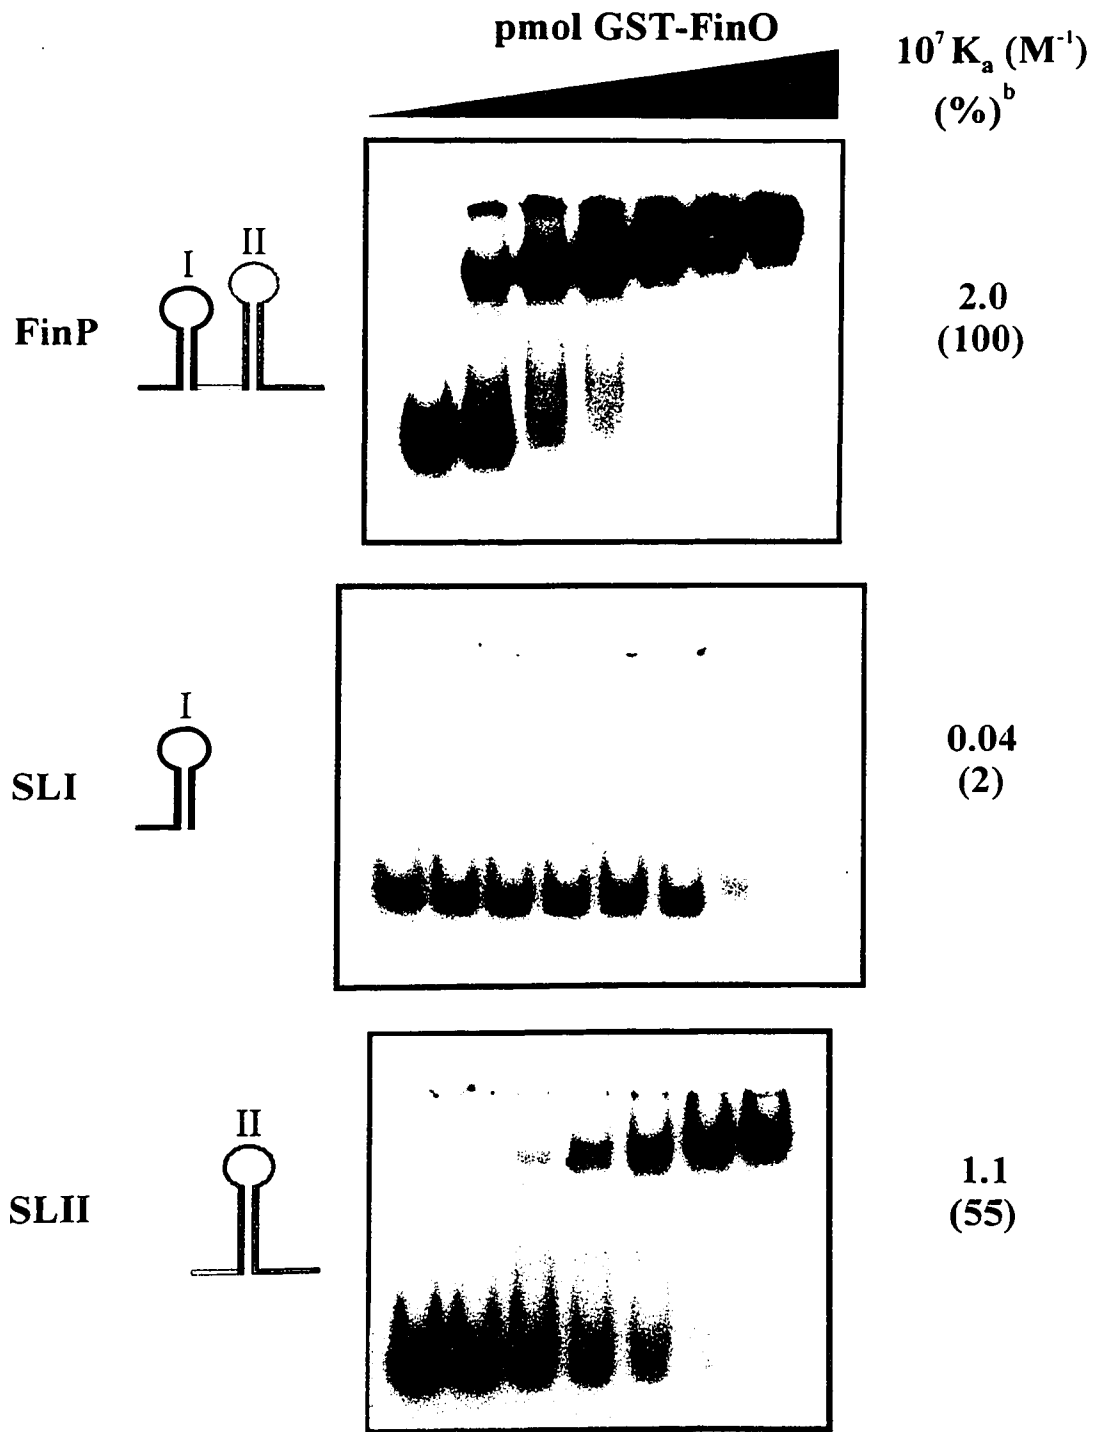 pmol GST-FinO
10⁷ Kₐ (M⁻¹)
(%)ᵇ
I
II
FinP
2.0
(100)
I
SLI
0.04
(2)
II
SLII
1.1
(55)